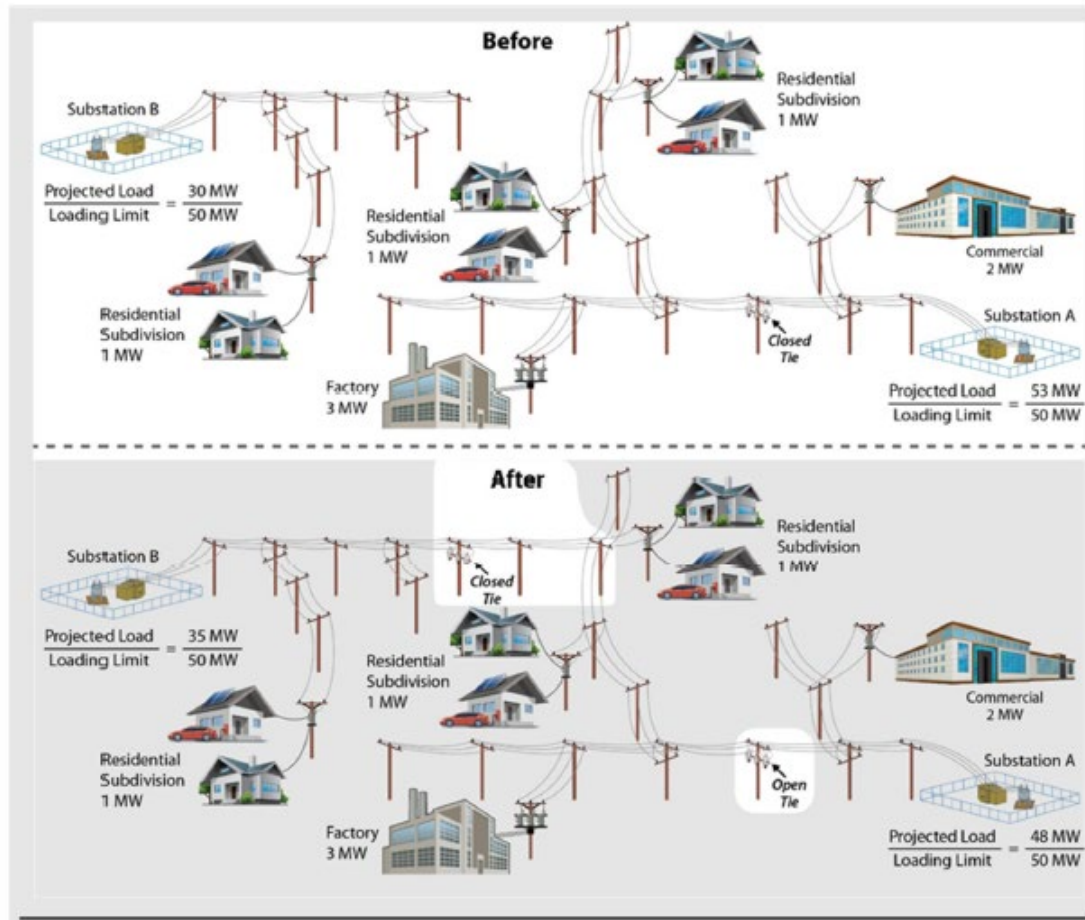 Before
Substation B
Projected Load
Loading Limit
=
30 MW
50 MW
Residential
Subdivision
1 MW
Residential
Subdivision
1 MW
Residential
Subdivision
1 MW
Commercial
2 MW
Closed
Tie
Substation A
Factory
3 MW
Projected Load
Loading Limit
=
53 MW
50 MW
After
Substation B
Closed
Tie
Projected Load
Loading Limit
=
35 MW
50 MW
Residential
Subdivision
1 MW
Residential
Subdivision
1 MW
Residential
Subdivision
1 MW
Commercial
2 MW
Open
Tie
Substation A
Factory
3 MW
Projected Load
Loading Limit
=
48 MW
50 MW